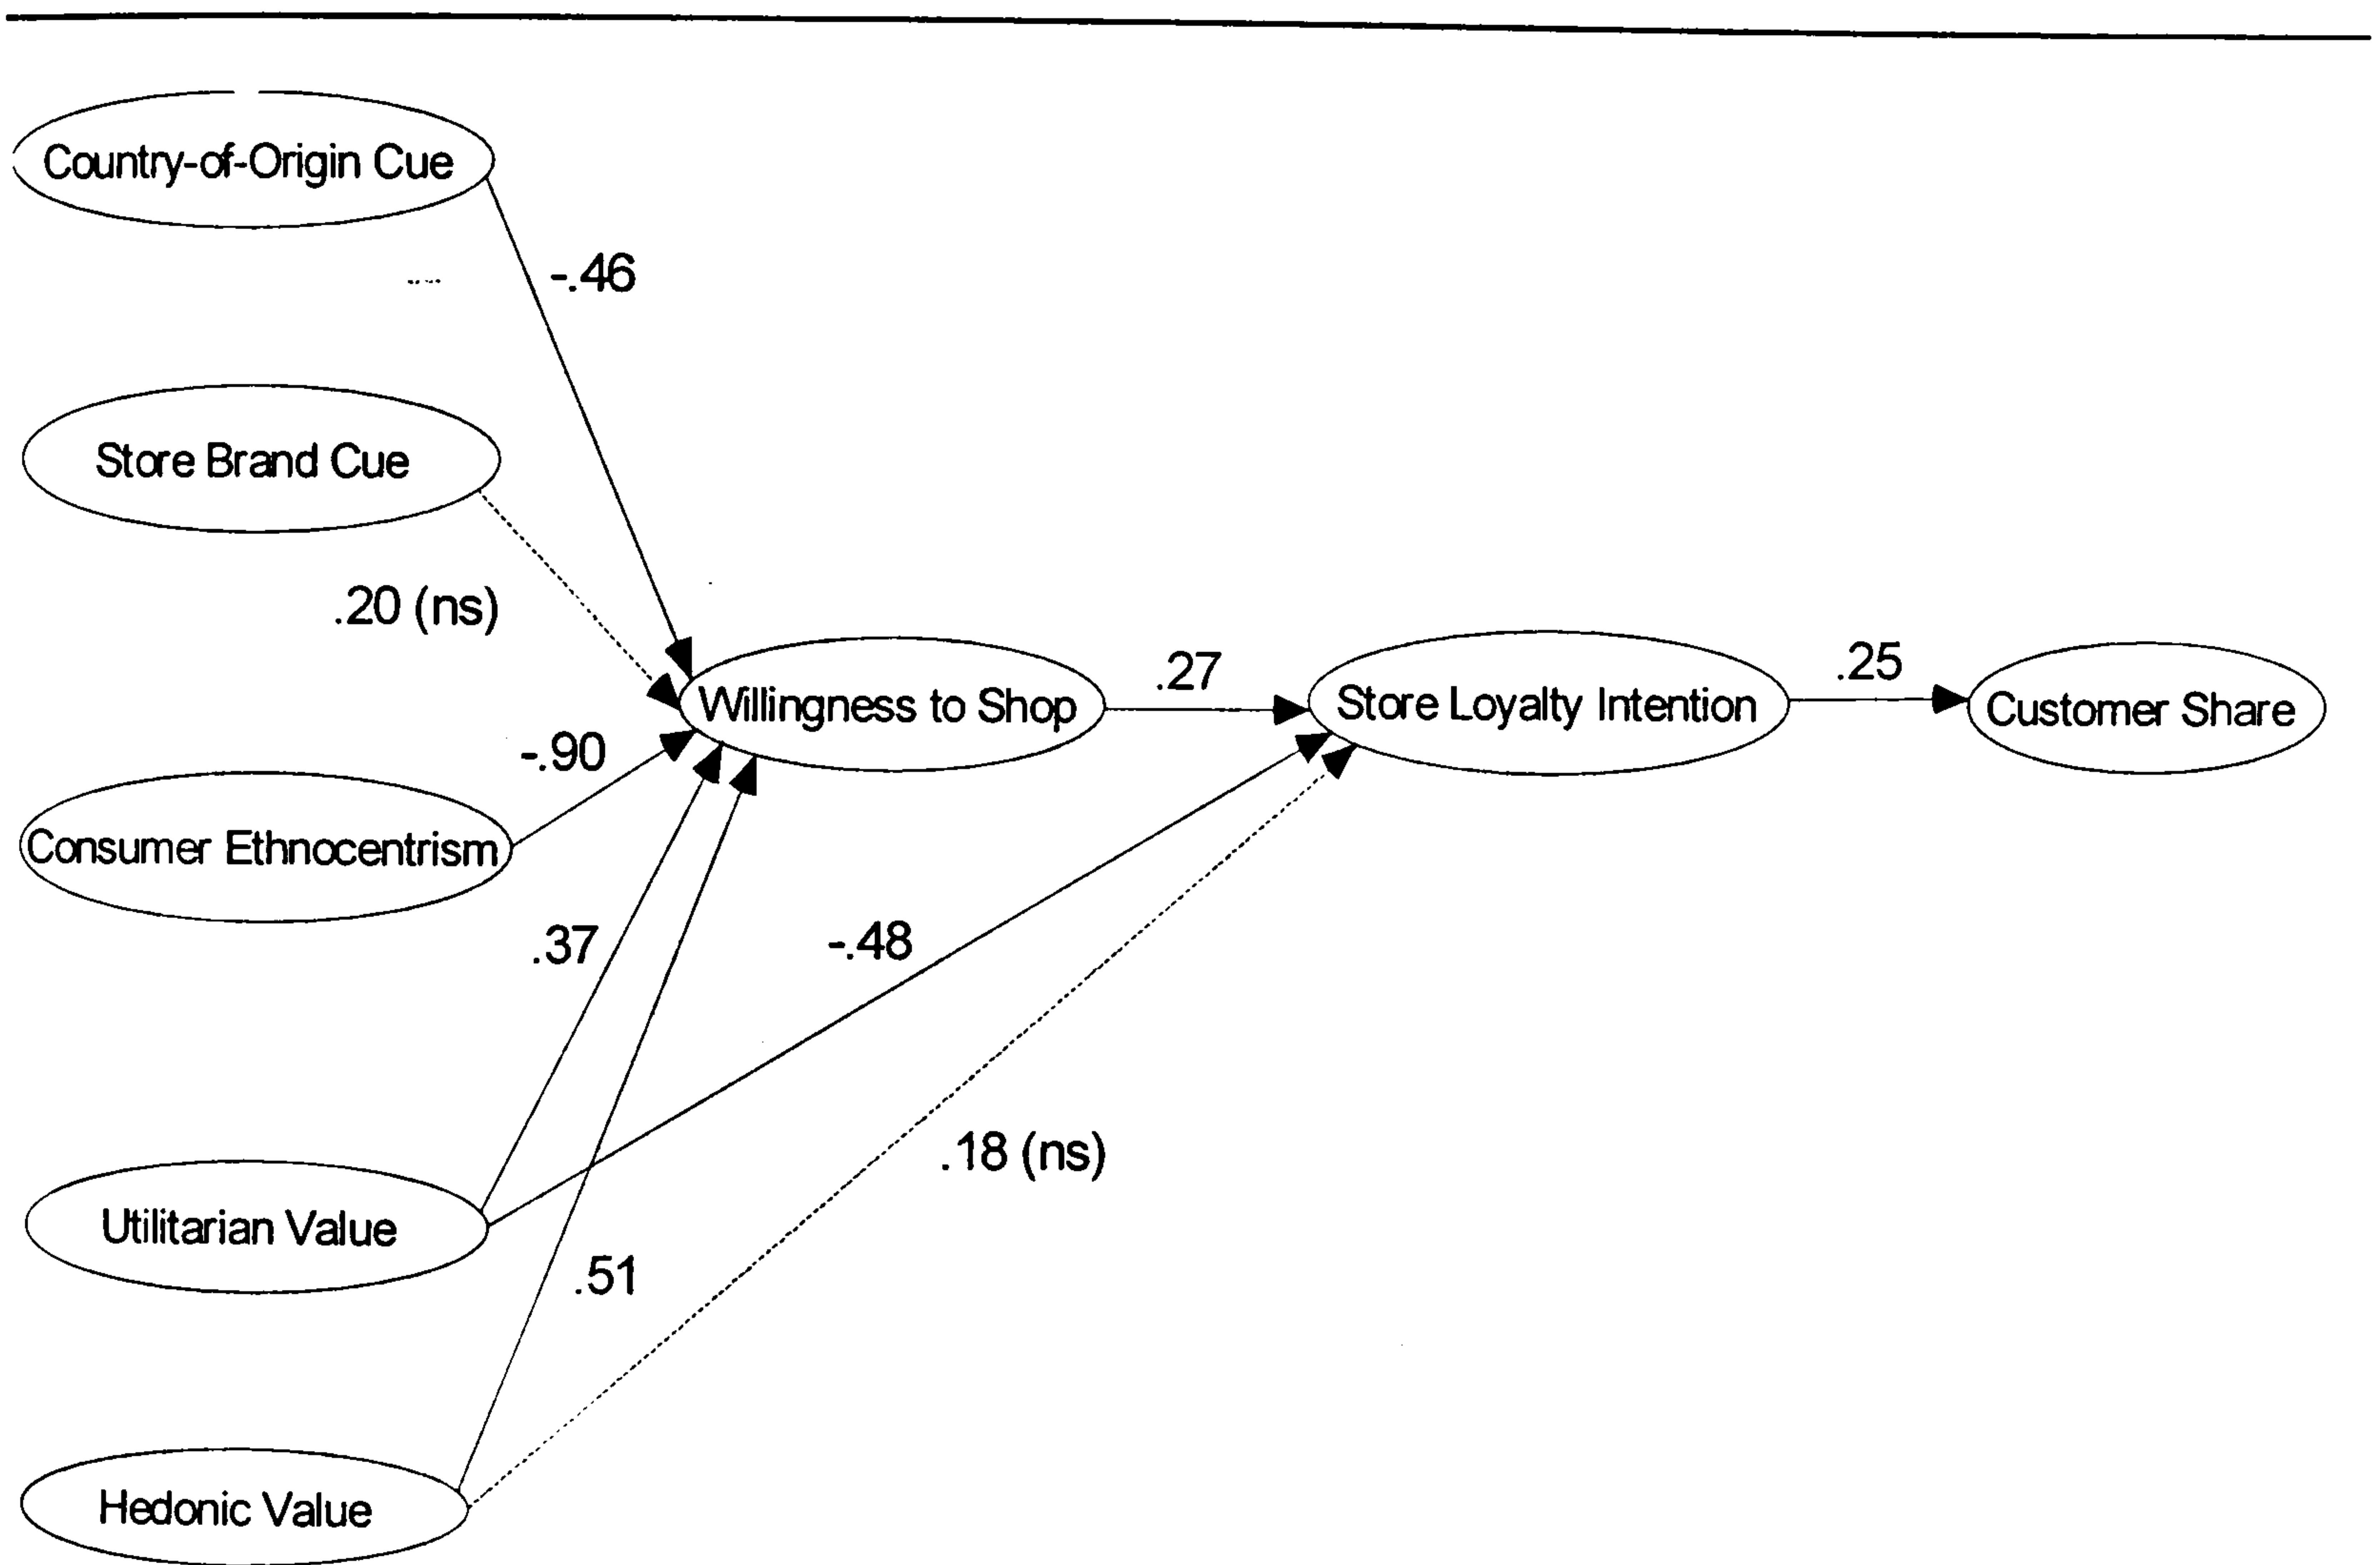 Country-of-Origin Cue
-.46
Store Brand Cue
.20 (ns)
Willingness to Shop
.27
Store Loyalty Intention
.25
Customer Share
-.90
Consumer Ethnocentrism
.37
-.48
.18 (ns)
Utilitarian Value
.51
Hedonic Value